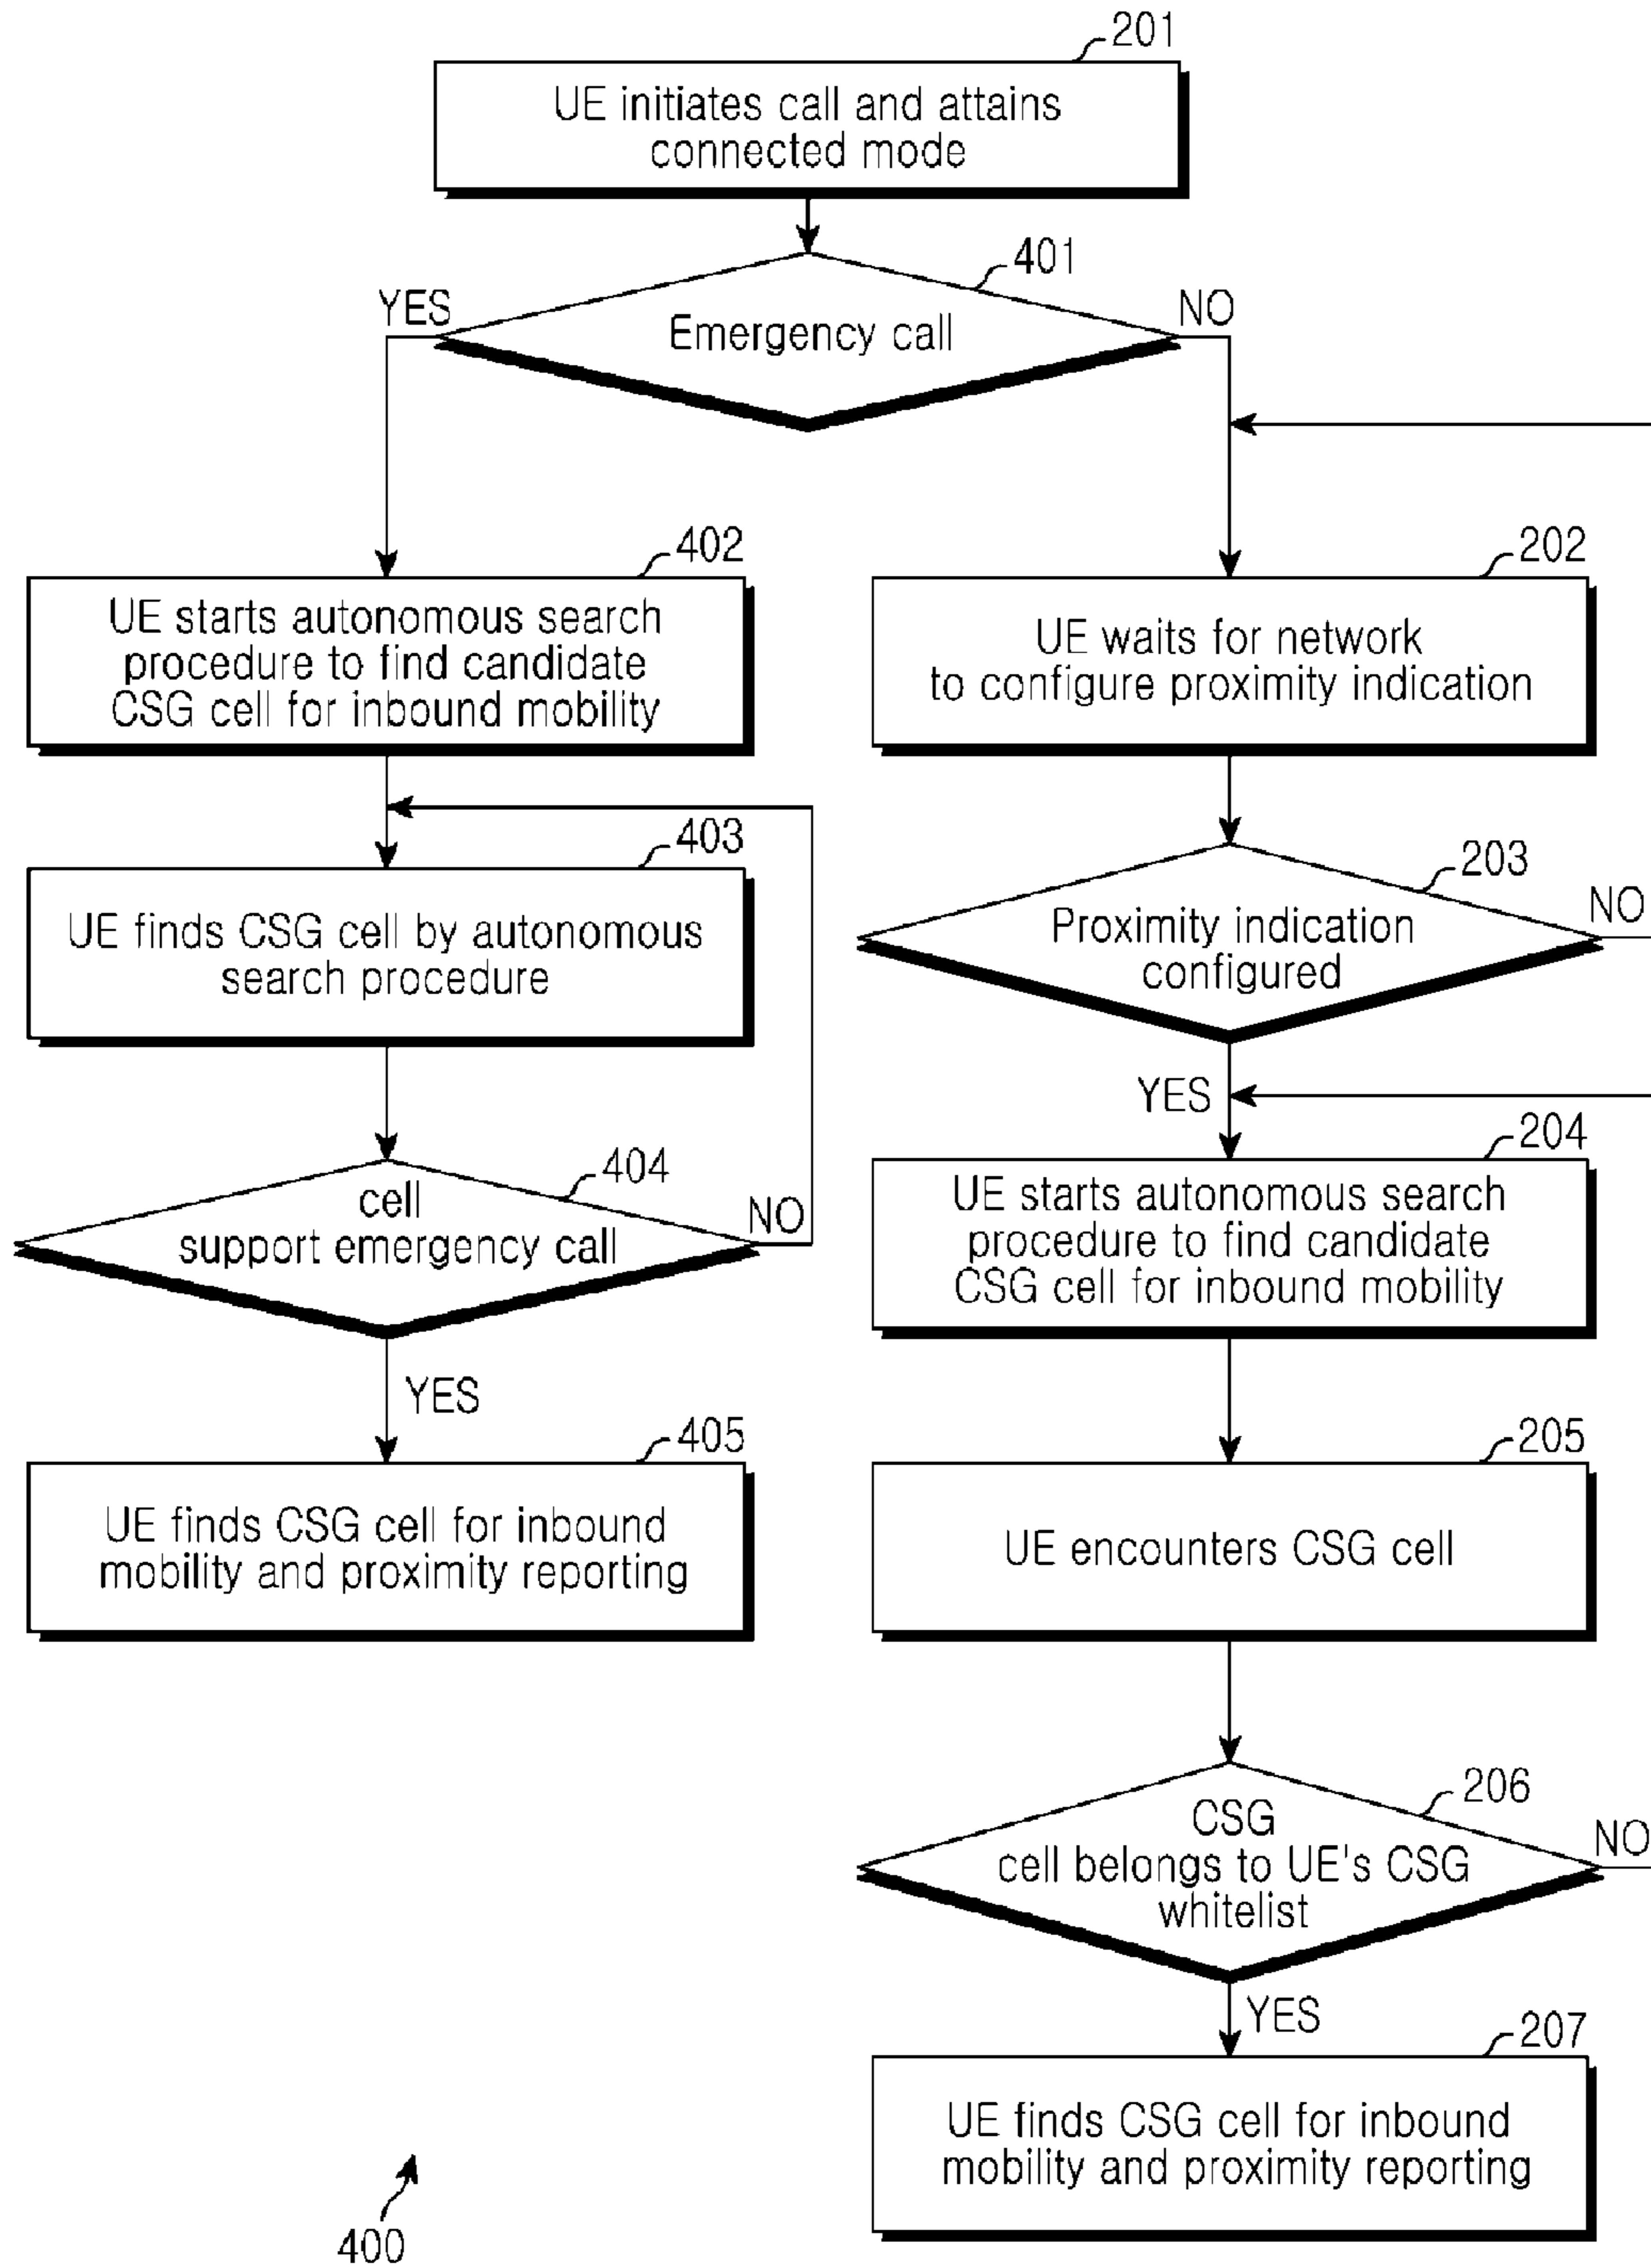 201
UE initiates call and attains
connected mode
401
YES
NO
Emergency call
402
UE starts autonomous search
procedure to find candidate
CSG cell for inbound mobility
202
UE waits for network
to configure proximity indication
403
UE finds CSG cell by autonomous
search procedure
203
NO
Proximity indication
configured
YES
404
cell
support emergency call
NO
YES
204
UE starts autonomous search
procedure to find candidate
CSG cell for inbound mobility
405
UE finds CSG cell for inbound
mobility and proximity reporting
205
UE encounters CSG cell
206
CSG
cell belongs to UE's CSG
whitelist
NO
YES
207
UE finds CSG cell for inbound
mobility and proximity reporting
400